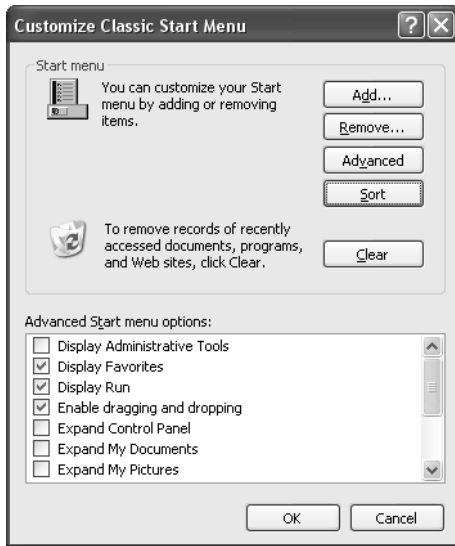 Customize Classic Start Menu
Start menu
You can customize your Start
menu by adding or removing
items.
Add...
Remove...
Advanced
Sort
To remove records of recently
accessed documents, programs,
and Web sites, click Clear.
Clear
Advanced Start menu options:
Display Administrative Tools
Display Favorites
Display Run
Enable dragging and dropping
Expand Control Panel
Expand My Documents
Expand My Pictures
OK
Cancel